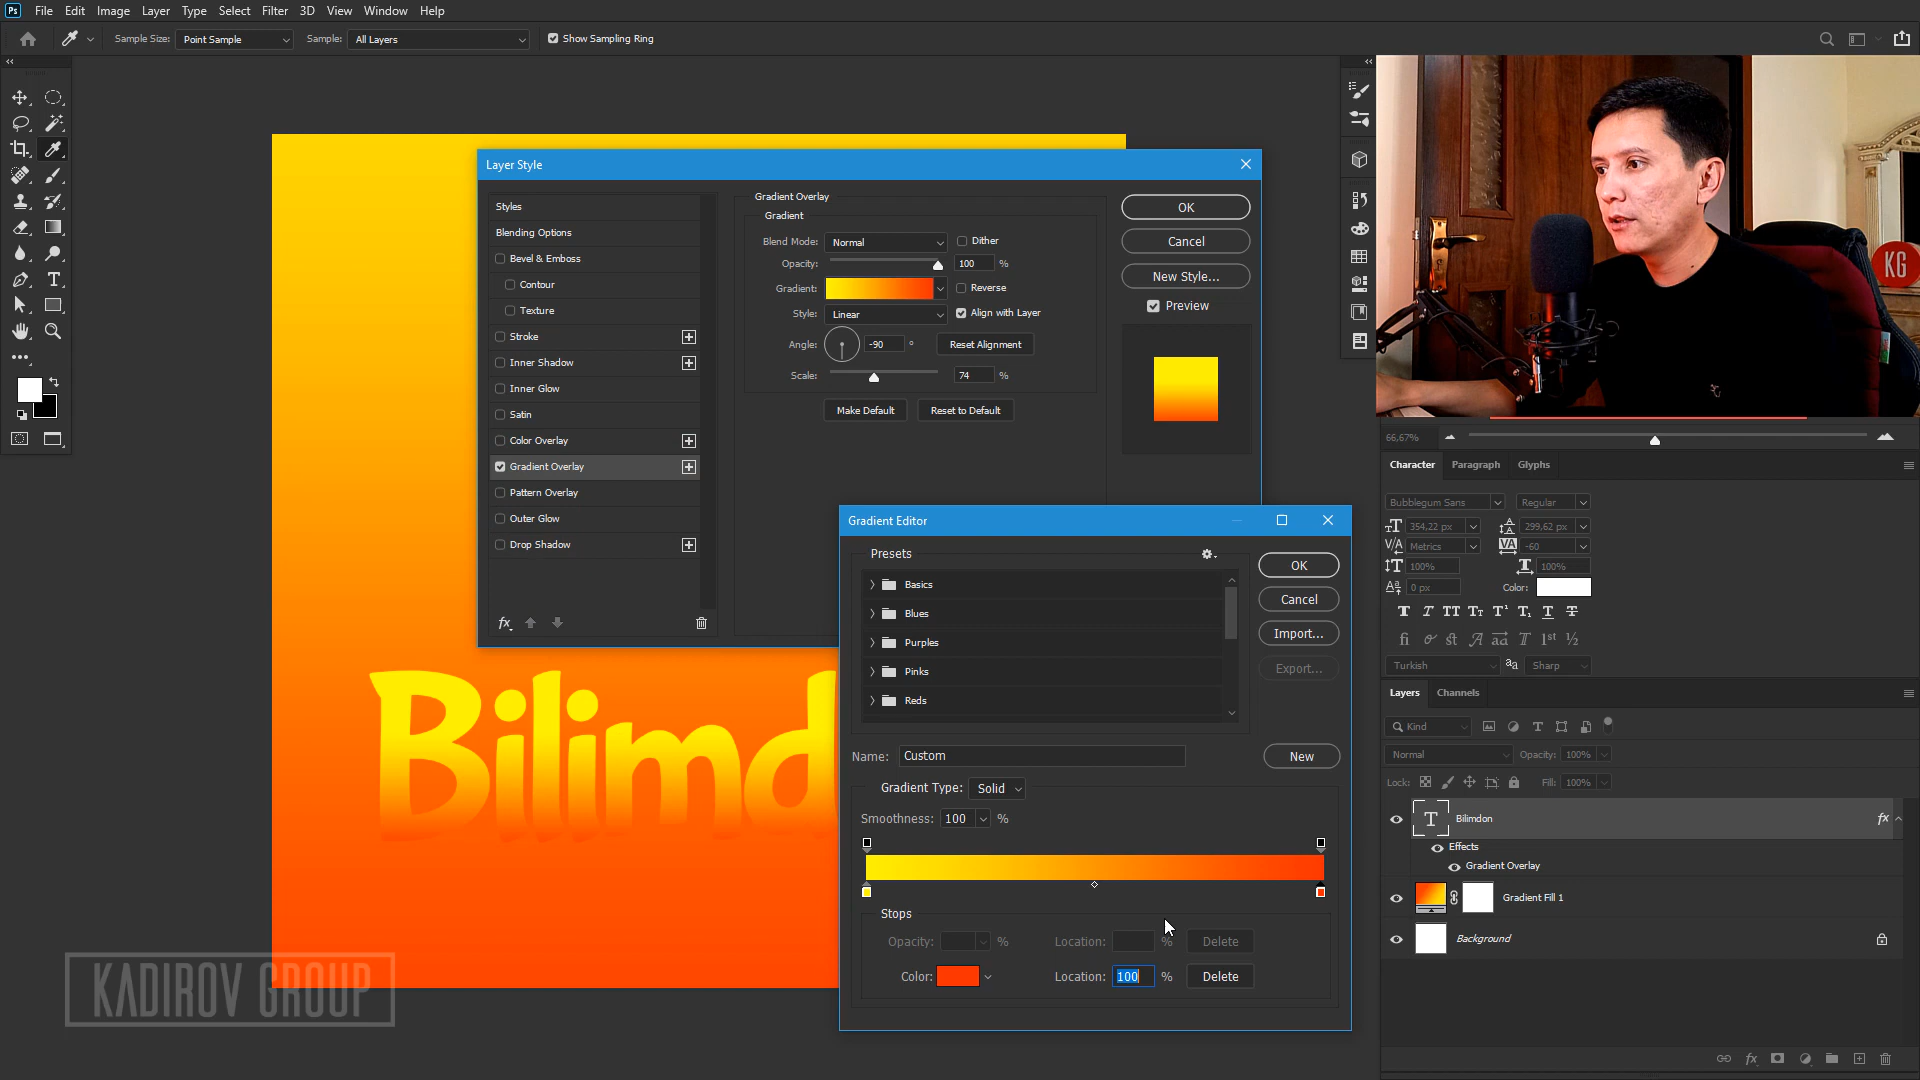 Ps File Edit Image Layer Type Select Filter 3D View Window Help
Sample Size: Point Sample Sample: All Layers Show Sampling Ring
Layer Style
Styles
Blending Options
Bevel & Emboss
Contour
Texture
Stroke
Inner Shadow
Inner Glow
Satin
Color Overlay
Gradient Overlay
Pattern Overlay
Outer Glow
Drop Shadow
fx
Gradient Overlay
Gradient
Blend Mode: Normal Dither
Opacity: 100 %
Gradient: Reverse
Style: Linear Align with Layer
Angle: -90 ° Reset Alignment
Scale: 74 %
Make Default Reset to Default
OK
Cancel
New Style...
Preview
Gradient Editor
Presets
Basics
Blues
Purples
Pinks
Reds
OK
Cancel
Import...
Export...
Name: Custom New
Gradient Type: Solid
Smoothness: 100 %
Stops
Opacity: % Location: % Delete
Color: Location: 100 % Delete
Bilimd
KADIROV GROUP
KG
66,67%
Character Paragraph Glyphs
Bubblegum Sans Regular
354,22 px 299,62 px
Metrics -60
100% 100%
0 px Color:
Turkish aa Sharp
Layers Channels
Kind
Normal Opacity: 100%
Lock: Fill: 100%
T Bilimdon fx
Effects
Gradient Overlay
Gradient Fill 1
Background
fx